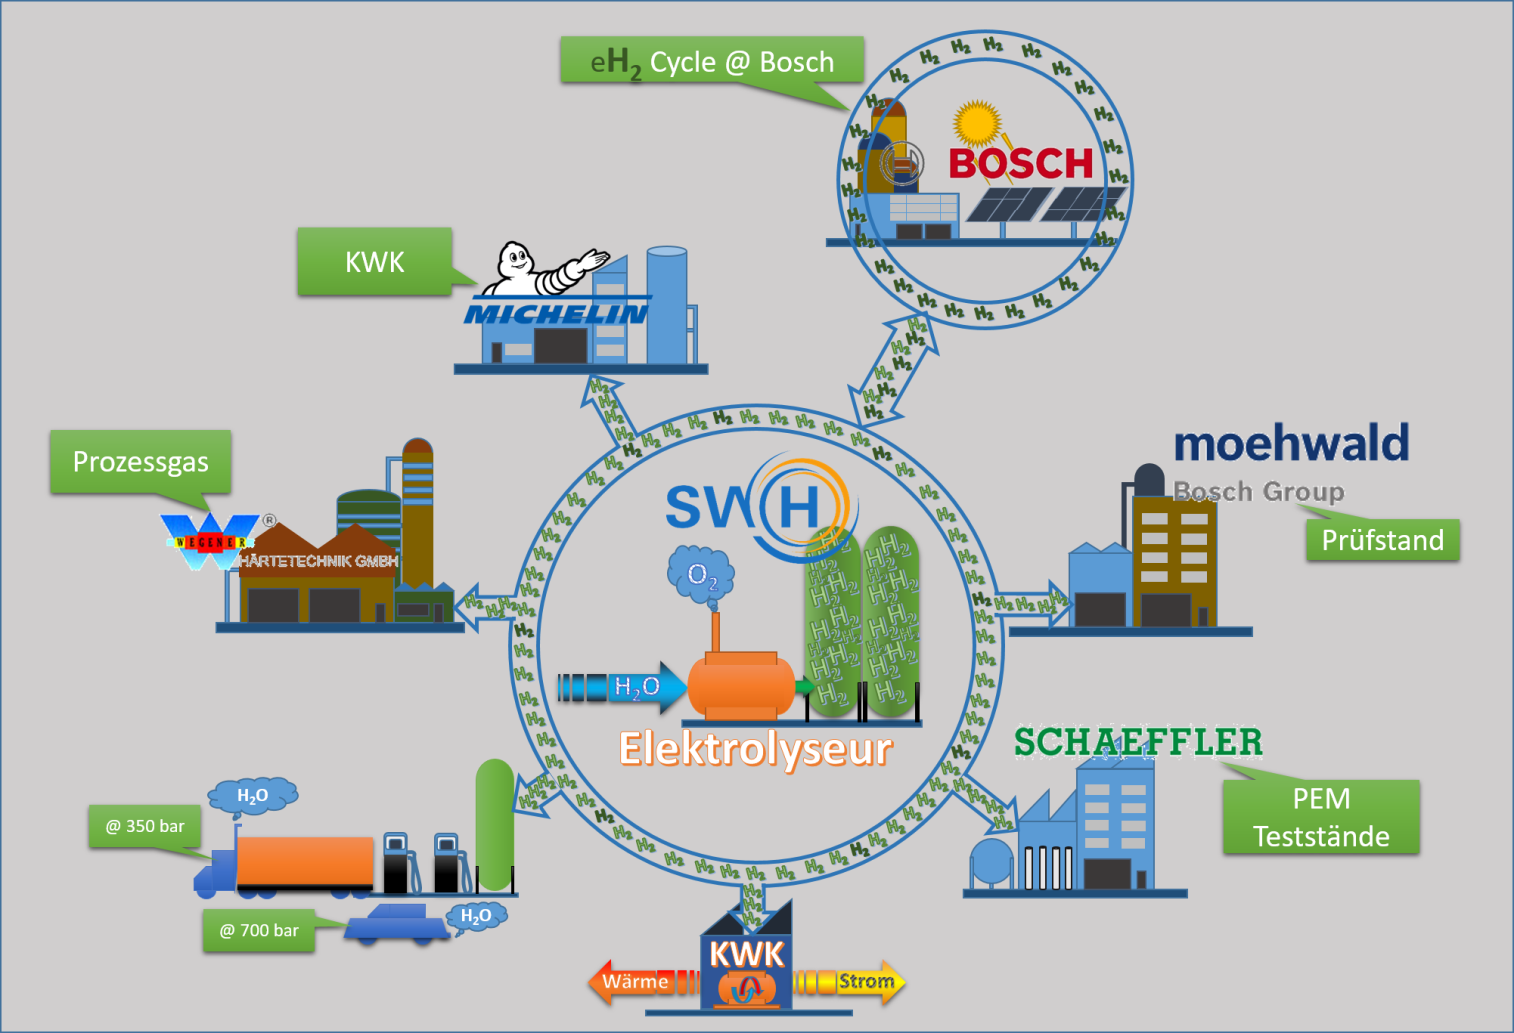 eH₂ Cycle @ Bosch
BOSCH
KWK
MICHELIN
moehwald
Bosch Group
Prüfstand
Prozessgas
WEGENER ®
HÄRTETECHNIK GMBH
SWH
O₂
H₂
H₂O
Elektrolyseur
SCHAEFFLER
PEM
Teststände
H₂O
@ 350 bar
@ 700 bar
H₂O
KWK
Wärme
Strom